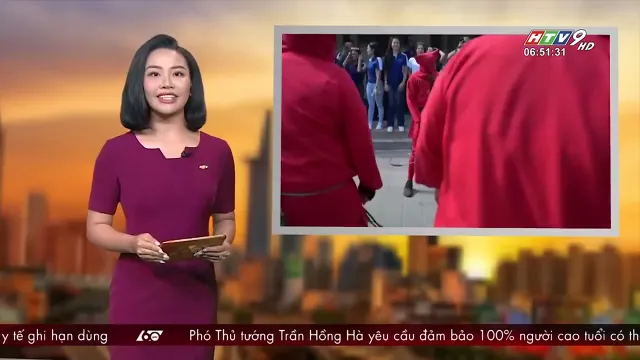 HTV9 HD
06:51:31
y tế ghi hạn dùng 60 Phó Thủ tướng Trần Hồng Hà yêu cầu đảm bảo 100% người cao tuổi có th